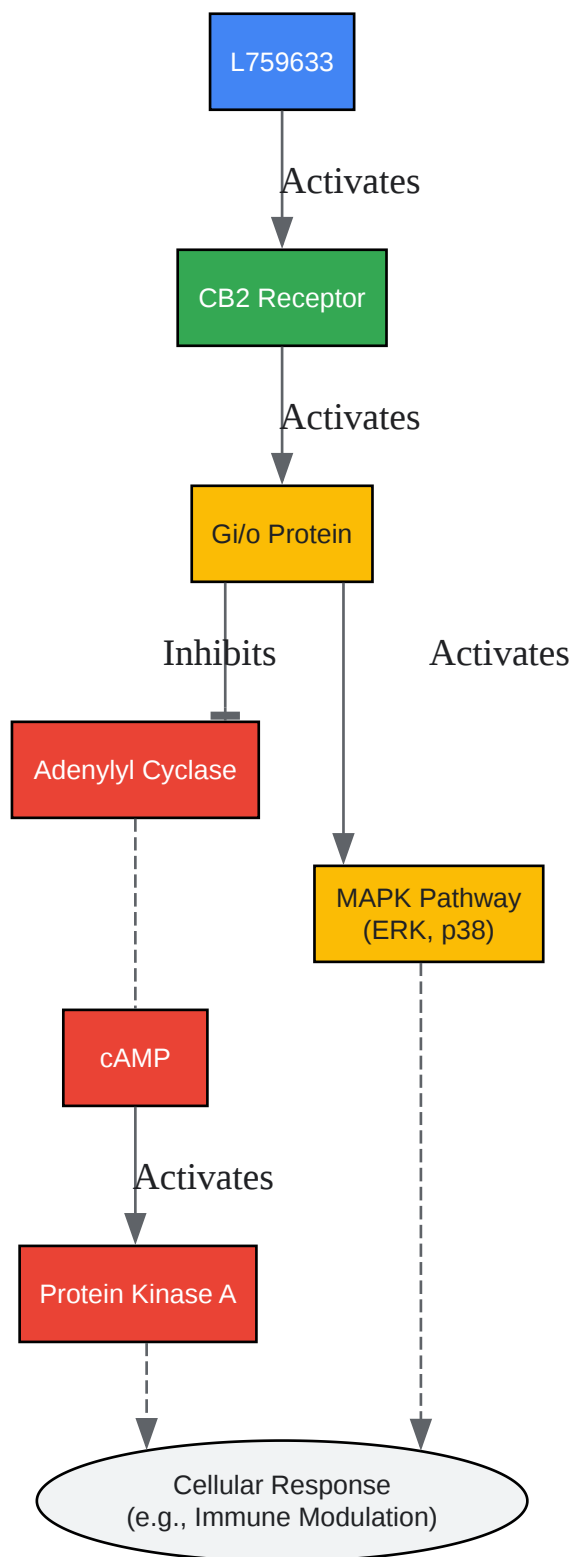 L759633
Activates
CB2 Receptor
Activates
Gi/o Protein
Inhibits
Activates
Adenylyl Cyclase
MAPK Pathway
(ERK, p38)
cAMP
Activates
Protein Kinase A
Cellular Response
(e.g., Immune Modulation)